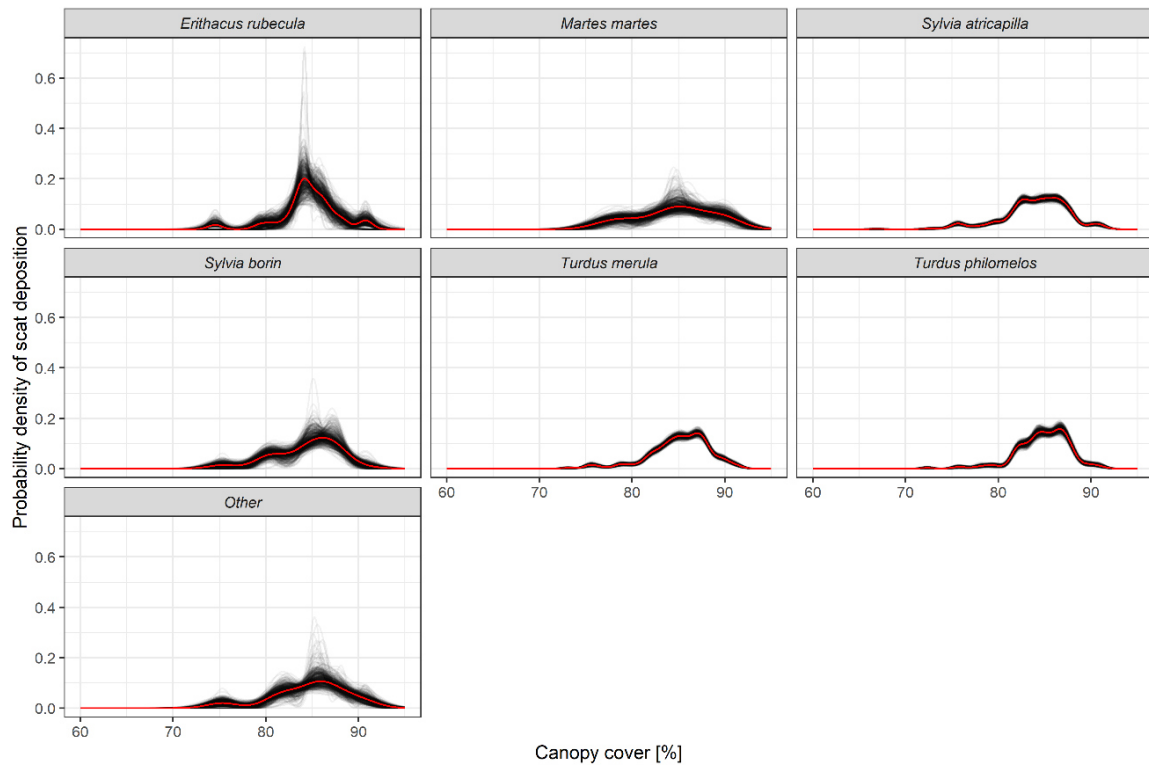 Erithacus rubecula
Martes martes
Sylvia atricapilla
0.6
0.4
0.2
0.0
Sylvia borin
Turdus merula
Turdus philomelos
0.6
0.4
0.2
0.0
60 70 80 90
60 70 80 90
Other
0.6
0.4
0.2
0.0
60 70 80 90
Probability density of scat deposition
Canopy cover [%]